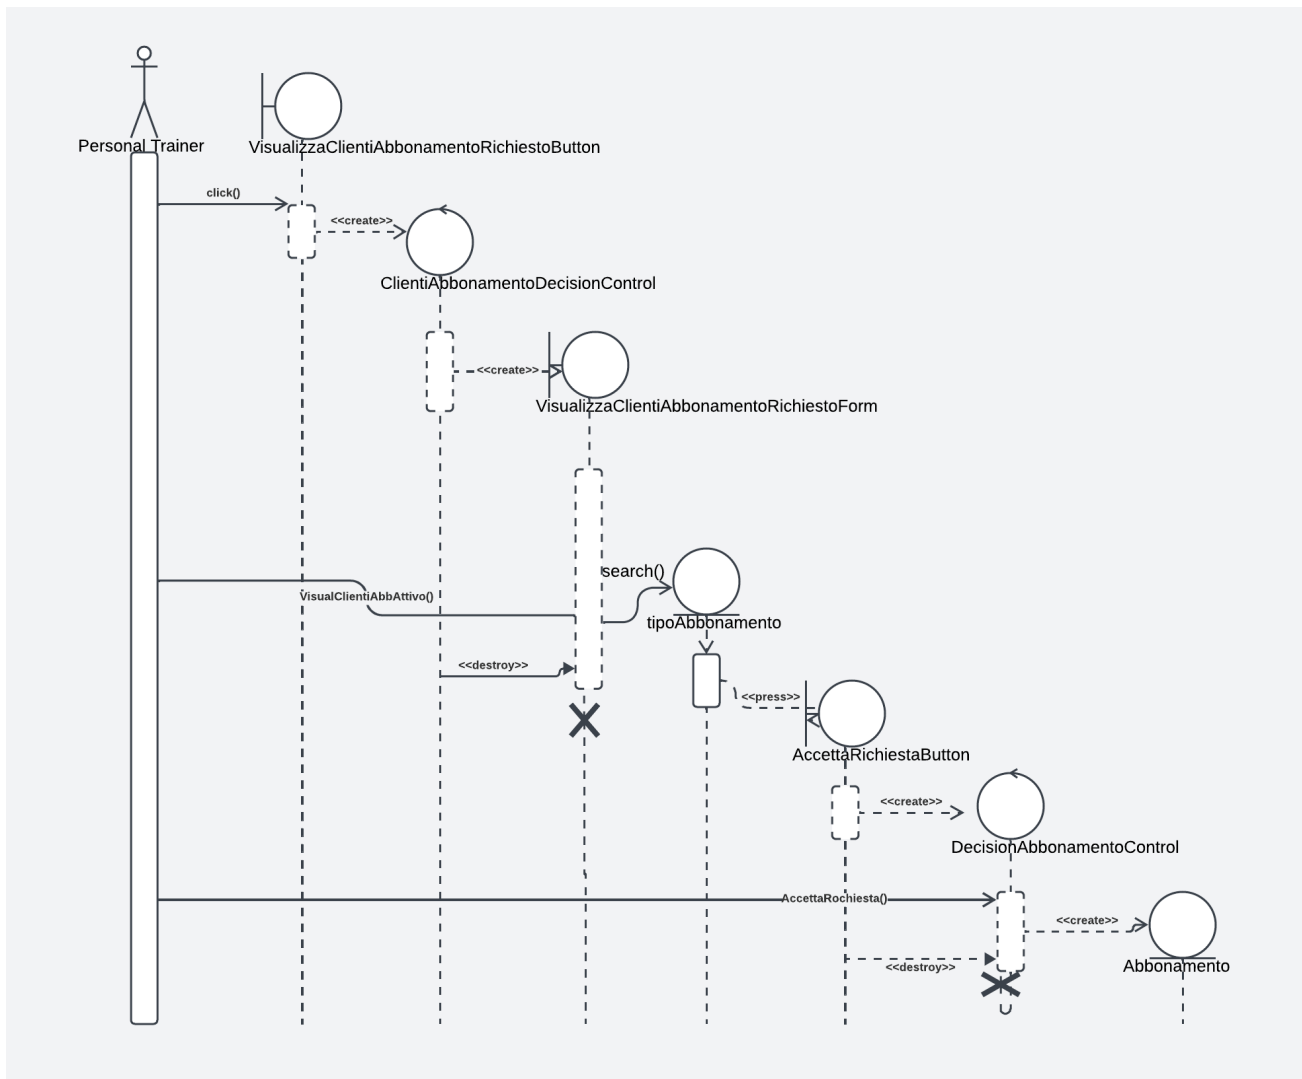 Personal Trainer
VisualizzaClientiAbbonamentoRichiestoButton
click()
<<create>>
ClientiAbbonamentoDecisionControl
<<create>>
VisualizzaClientiAbbonamentoRichiestoForm
search()
VisualClientiAbbAttivo()
tipoAbbonamento
<<destroy>>
<<press>>
AccettaRichiestaButton
<<create>>
DecisionAbbonamentoControl
AccettaRochiesta()
<<create>>
<<destroy>>
Abbonamento